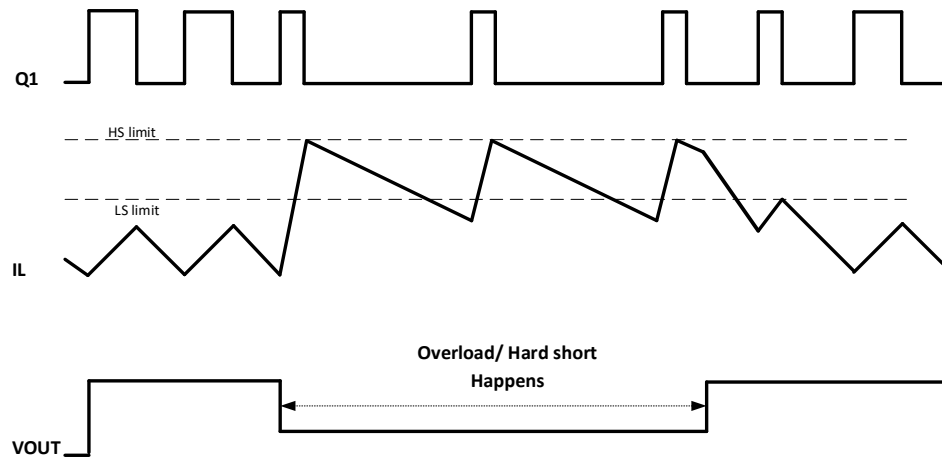 Q1
HS limit
LS limit
IL
Overload/ Hard short
Happens
VOUT